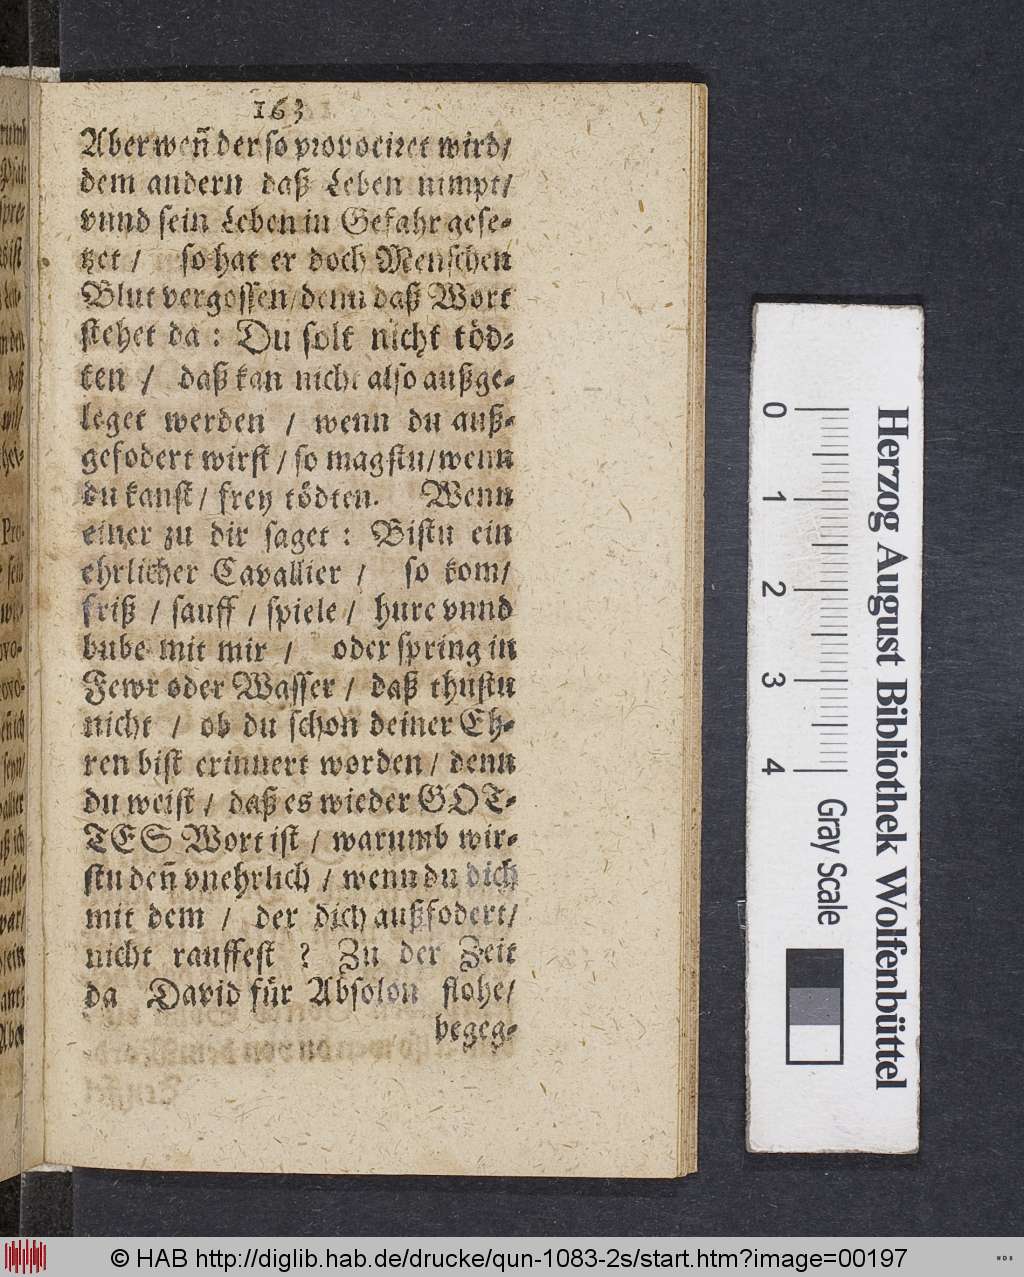 163
Aber wen̄ der so provociret wird/
dem andern daß Leben nimpt/
vnnd sein Leben in Gefahr gese-
tzet / so hat er doch Menschen
Blut vergossen/denn daß Wort
stehet da : Du solt nicht töd-
ten / daß kan nicht also außge-
leget werden / wenn du auß-
gefodert wirst / so magstu/wenn
du kanst/ frey tödten. Wenn
einer zu dir saget : Bistu ein
ehrlicher Cavallier / so kom/
friß / sauff / spiele / hure vnnd
bube mit mir / oder spring in
Fewr oder Wasser / daß thustu
nicht / ob du schon deiner Eh-
ren bist erinnert worden / denn
du weist / daß es wieder GOT-
TES Wort ist / warumb wir-
stu den̄ vnehrlich / wenn du dich
mit dem / der dich außfodert/
nicht rauffest ? Zu der Zeit
da David für Absolon flohe/
begeg-
Herzog August Bibliothek Wolfenbüttel
0 1 2 3 4
Gray Scale
© HAB http://diglib.hab.de/drucke/qun-1083-2s/start.htm?image=00197